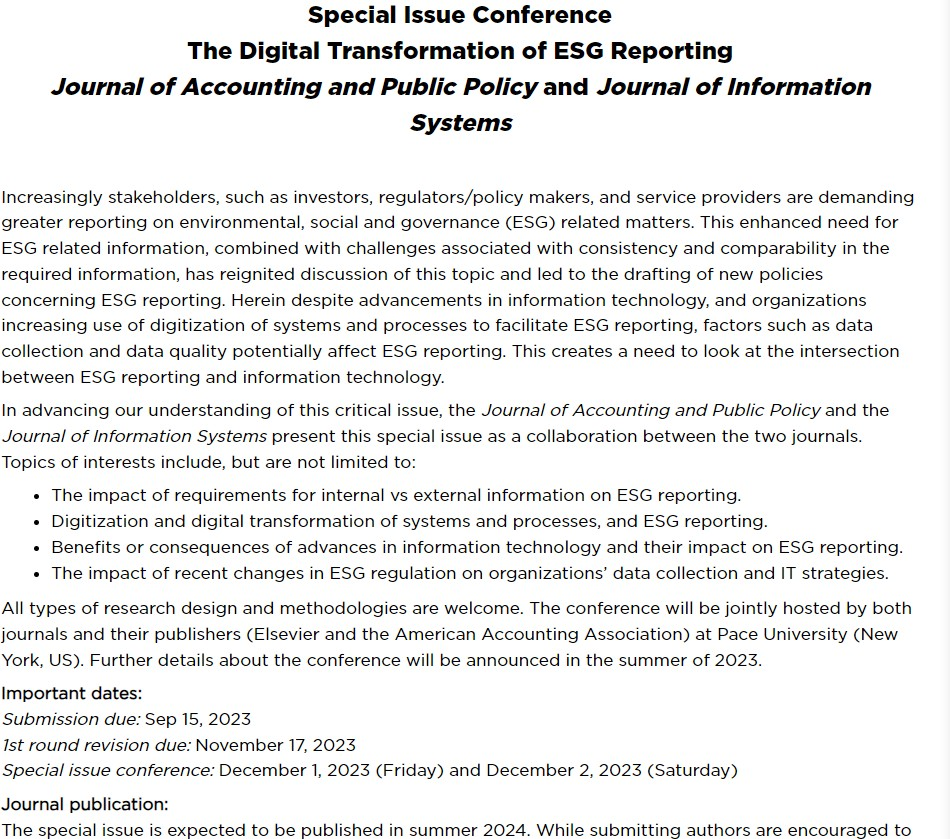 Special Issue Conference
The Digital Transformation of ESG Reporting
Journal of Accounting and Public Policy and Journal of Information
Systems
Increasingly stakeholders, such as investors, regulators/policy makers, and service providers are demanding
greater reporting on environmental, social and governance (ESG) related matters. This enhanced need for
ESG related information, combined with challenges associated with consistency and comparability in the
required information, has reignited discussion of this topic and led to the drafting of new policies
concerning ESG reporting. Herein despite advancements in information technology, and organizations
increasing use of digitization of systems and processes to facilitate ESG reporting, factors such as data
collection and data quality potentially affect ESG reporting. This creates a need to look at the intersection
between ESG reporting and information technology.
In advancing our understanding of this critical issue, the Journal of Accounting and Public Policy and the
Journal of Information Systems present this special issue as a collaboration between the two journals.
Topics of interests include, but are not limited to:
• The impact of requirements for internal vs external information on ESG reporting.
• Digitization and digital transformation of systems and processes, and ESG reporting.
• Benefits or consequences of advances in information technology and their impact on ESG reporting.
• The impact of recent changes in ESG regulation on organizations’ data collection and IT strategies.
All types of research design and methodologies are welcome. The conference will be jointly hosted by both
journals and their publishers (Elsevier and the American Accounting Association) at Pace University (New
York, US). Further details about the conference will be announced in the summer of 2023.
Important dates:
Submission due: Sep 15, 2023
1st round revision due: November 17, 2023
Special issue conference: December 1, 2023 (Friday) and December 2, 2023 (Saturday)
Journal publication:
The special issue is expected to be published in summer 2024. While submitting authors are encouraged to